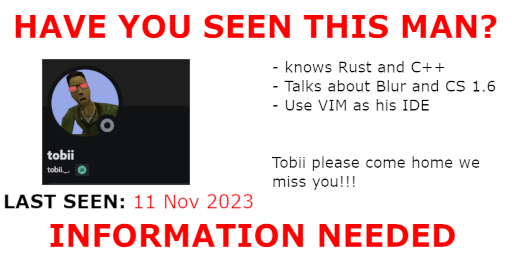 HAVE YOU SEEN THIS MAN?
- knows Rust and C++
- Talks about Blur and CS 1.6
- Use VIM as his IDE
tobii
tobii._.
Tobii please come home we
miss you!!!
LAST SEEN: 11 Nov 2023
INFORMATION NEEDED